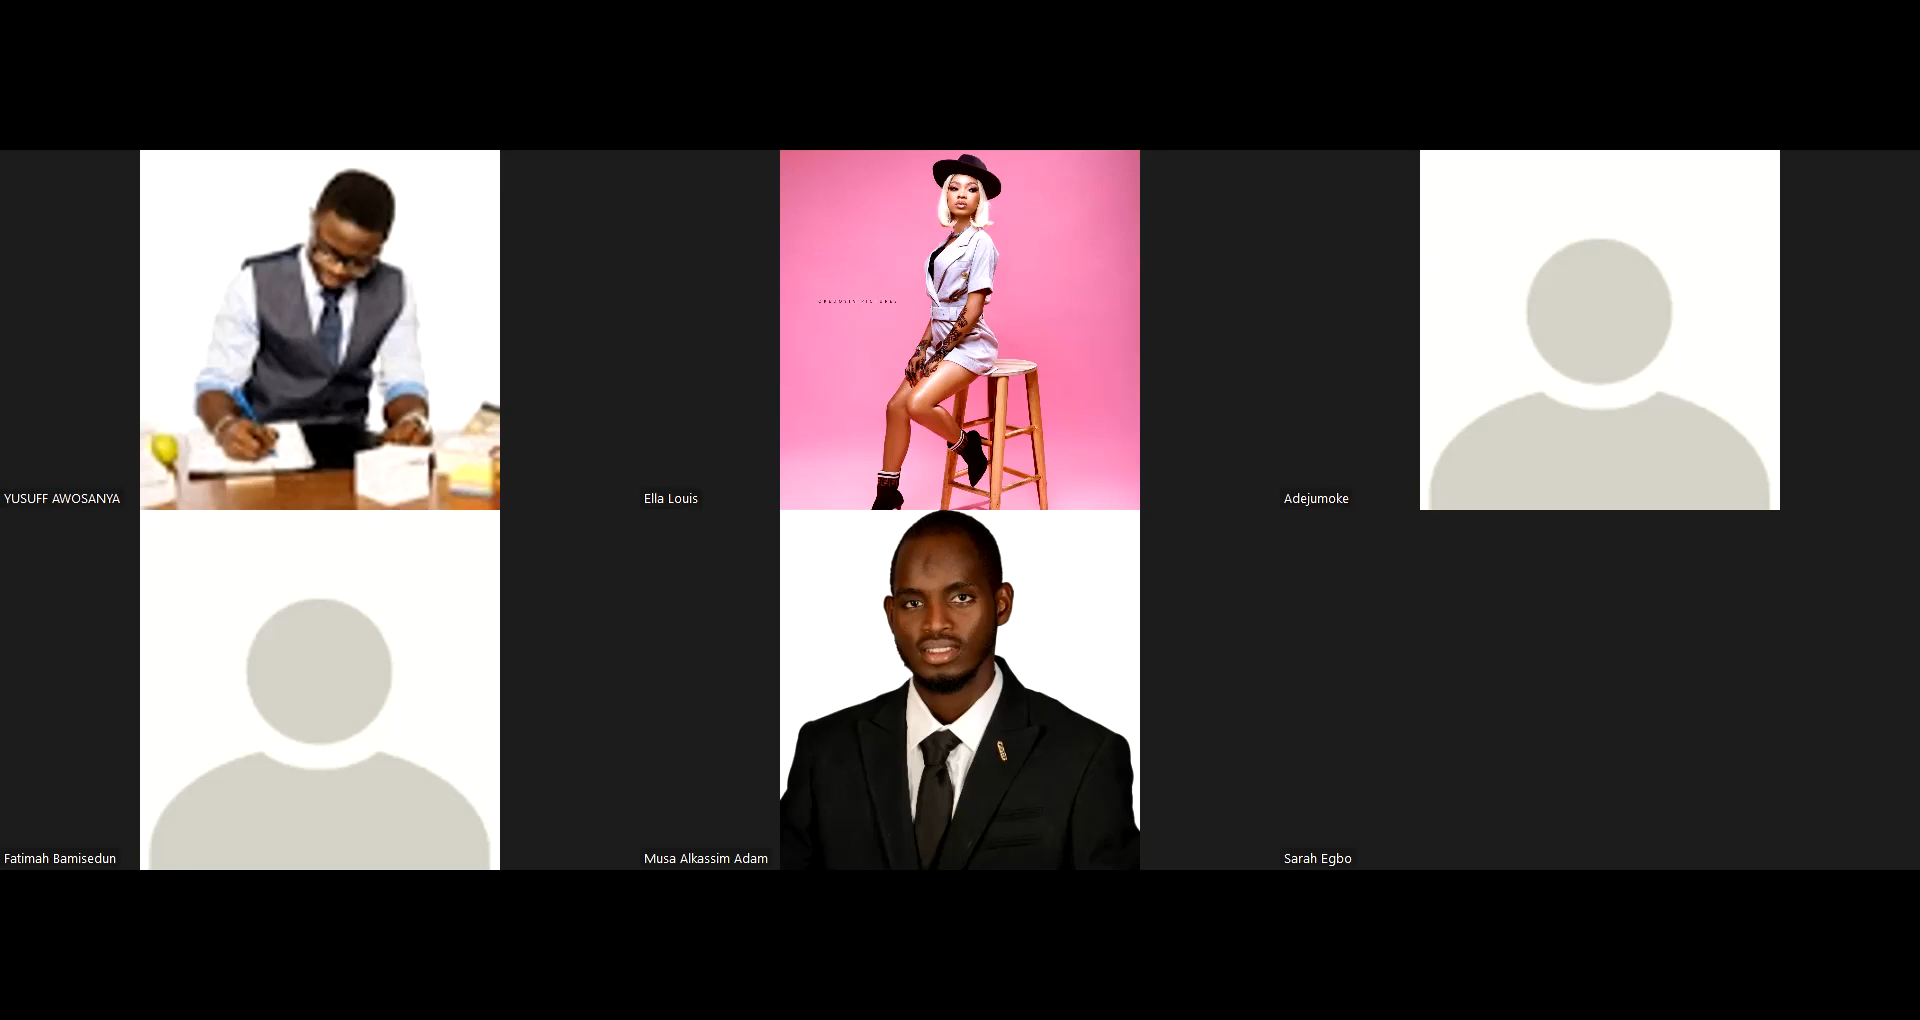 YUSUFF AWOSANYA
Ella Louis
Adejumoke
Fatimah Bamisedun
Musa Alkassim Adam
Sarah Egbo